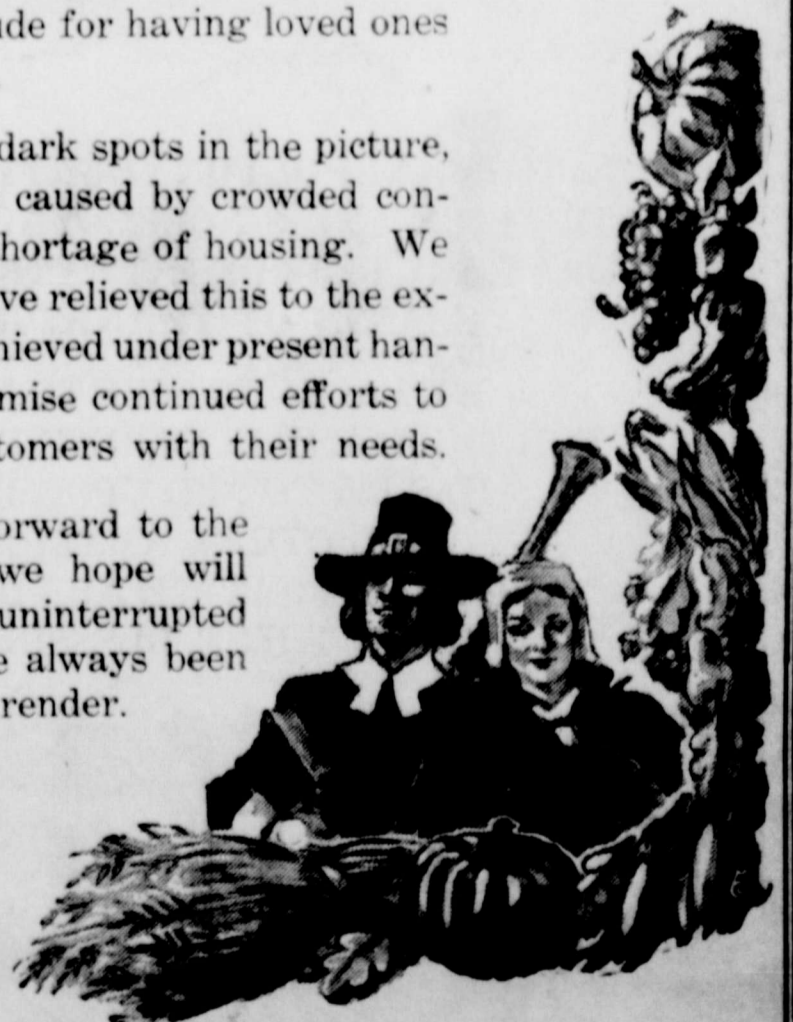 ude for having loved ones
dark spots in the picture,
caused by crowded con-
hortage of housing. We
ve relieved this to the ex-
hieved under present han-
mise continued efforts to
tomers with their needs.
orward to the
we hope will
uninterrupted
e always been
render.